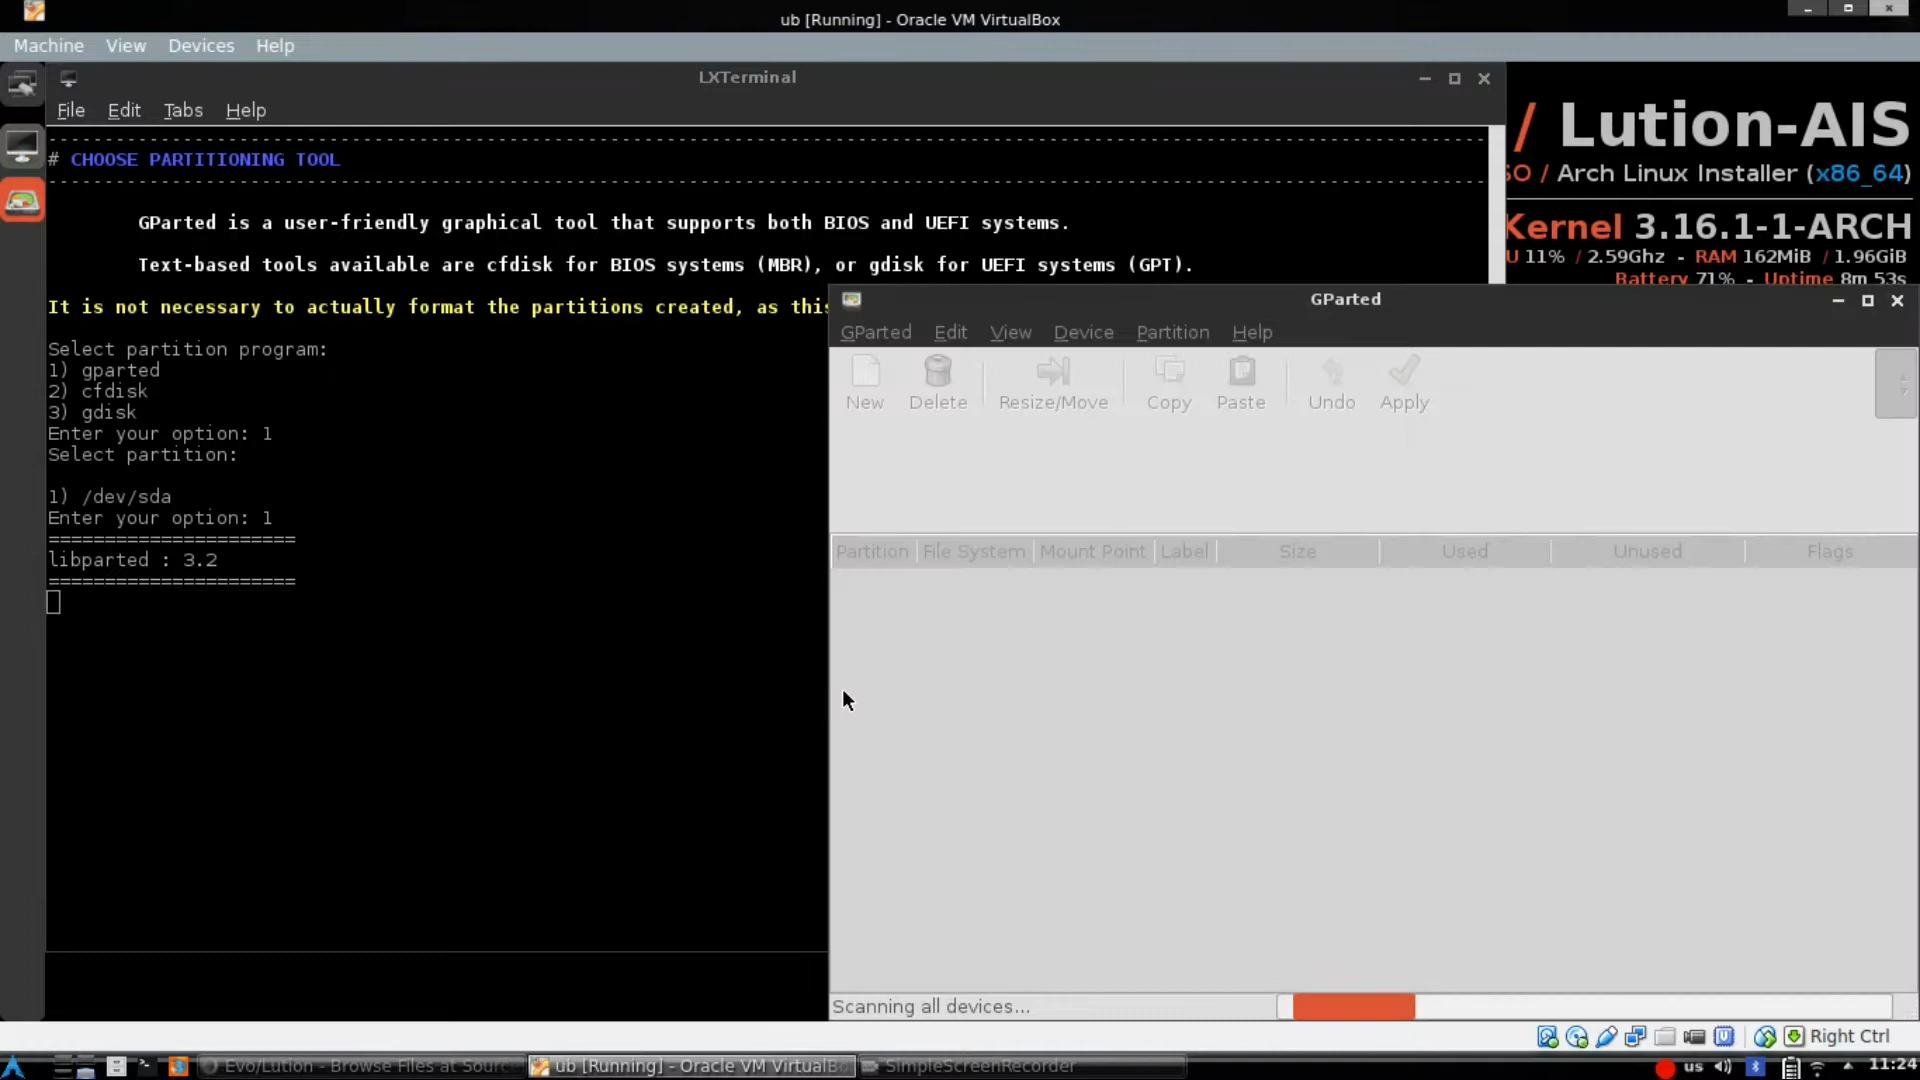 ub [Running] - Oracle VM VirtualBox
Machine View Devices Help
LXTerminal
File Edit Tabs Help
# CHOOSE PARTITIONING TOOL
GParted is a user-friendly graphical tool that supports both BIOS and UEFI systems.
Text-based tools available are cfdisk for BIOS systems (MBR), or gdisk for UEFI systems (GPT).
It is not necessary to actually format the partitions created, as this
Select partition program:
1) gparted
2) cfdisk
3) gdisk
Enter your option: 1
Select partition:
1) /dev/sda
Enter your option: 1
======================
libparted : 3.2
======================
/ Lution-AIS
SO / Arch Linux Installer (x86_64)
Kernel 3.16.1-1-ARCH
U 11% / 2.59Ghz - RAM 162MiB / 1.96GiB
Battery 71% - Uptime 8m 53s
GParted
GParted Edit View Device Partition Help
New Delete Resize/Move Copy Paste Undo Apply
Partition File System Mount Point Label Size Used Unused Flags
Scanning all devices...
Right Ctrl
Evo/Lution - Browse Files at Sourc
ub [Running] - Oracle VM VirtualB
SimpleScreenRecorder
us
11:24